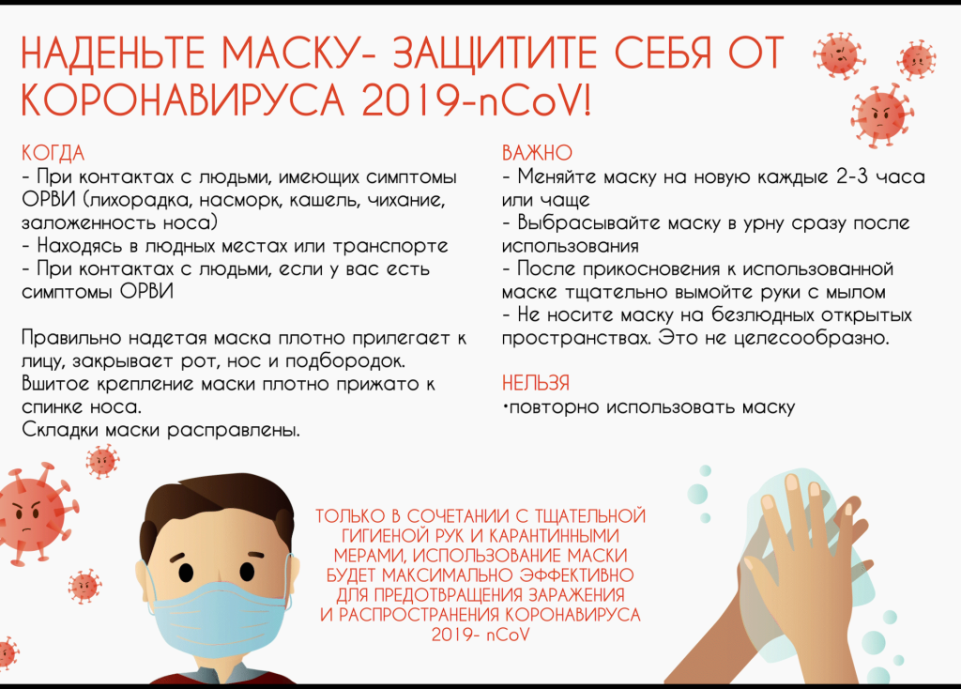 НАДЕНЬТЕ МАСКУ- ЗАЩИТИТЕ СЕБЯ ОТ
КОРОНАВИРУСА 2019-nCoV!
КОГДА
- При контактах с людьми, имеющих симптомы
ОРВИ (лихорадка, насморк, кашель, чихание,
заложенность носа)
- Находясь в людных местах или транспорте
- При контактах с людьми, если у вас есть
симптомы ОРВИ
Правильно надетая маска плотно прилегает к
лицу, закрывает рот, нос и подбородок.
Вшитое крепление маски плотно прижато к
спинке носа.
Складки маски расправлены.
ВАЖНО
- Меняйте маску на новую каждые 2-3 часа
или чаще
- Выбрасывайте маску в урну сразу после
использования
- После прикосновения к использованной
маске тщательно вымойте руки с мылом
- Не носите маску на безлюдных открытых
пространствах. Это не целесообразно.
НЕЛЬЗЯ
•повторно использовать маску
ТОЛЬКО В СОЧЕТАНИИ С ТЩАТЕЛЬНОЙ
ГИГИЕНОЙ РУК И КАРАНТИННЫМИ
МЕРАМИ, ИСПОЛЬЗОВАНИЕ МАСКИ
БУДЕТ МАКСИМАЛЬНО ЭФФЕКТИВНО
ДЛЯ ПРЕДОТВРАЩЕНИЯ ЗАРАЖЕНИЯ
И РАСПРОСТРАНЕНИЯ КОРОНАВИРУСА
2019- nCoV